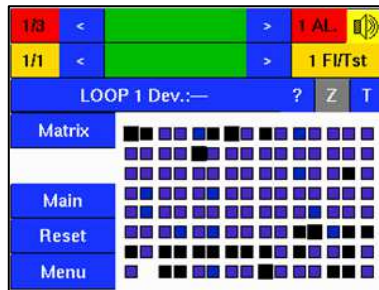 1/3 < > 1 AL.
1/1 < > 1 Fl/Tst
LOOP 1 Dev.:— ? Z T
Matrix
Main
Reset
Menu